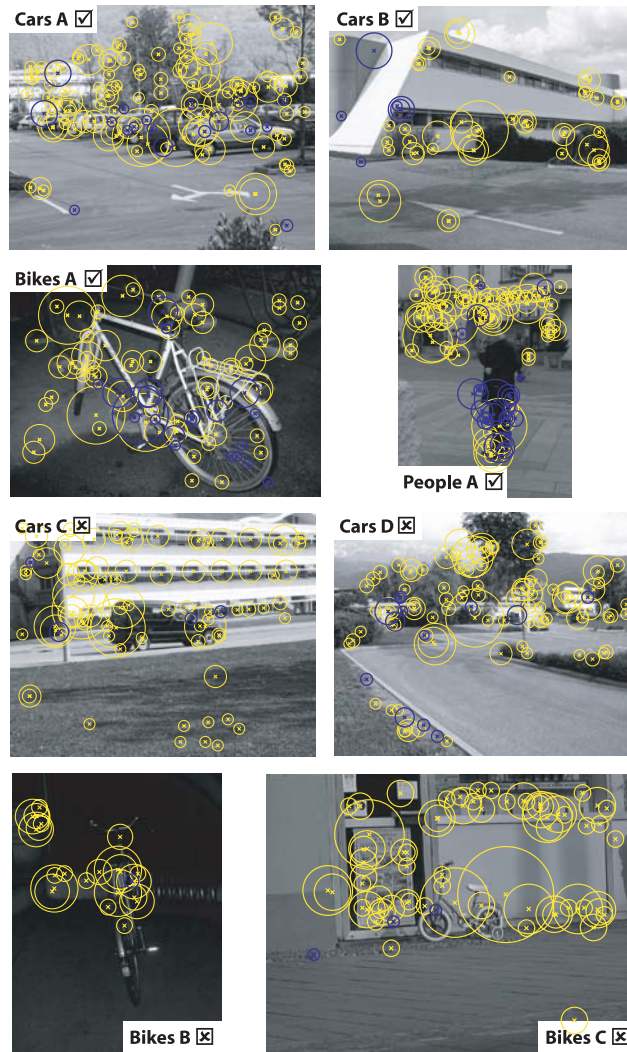 Cars A ☑
Cars B ☑
Bikes A ☑
People A ☑
Cars C ☒
Cars D ☒
Bikes B ☒
Bikes C ☒